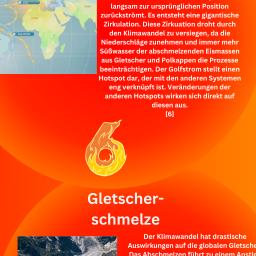 langsam zur ursprünglichen Position
zurückströmt. Es entsteht eine gigantische
Zirkulation. Diese Zirkuation droht durch
den Klimawandel zu versiegen, da die
Niederschläge zunehmen und immer mehr
Süßwasser der abschmelzenden Eismassen
aus Gletscher und Polkappen die Prozesse
beeinträchtigen. Der Golfstrom stellt einen
Hotspot dar, der mit den anderen Systemen
eng verknüpft ist. Veränderungen der
anderen Hotspots wirken sich direkt auf
diesen aus.
[6]
6
Gletscher-
schmelze
Der Klimawandel hat drastische
Auswirkungen auf die globalen Gletsche
Das Abschmelzen führt zu einem Anstie